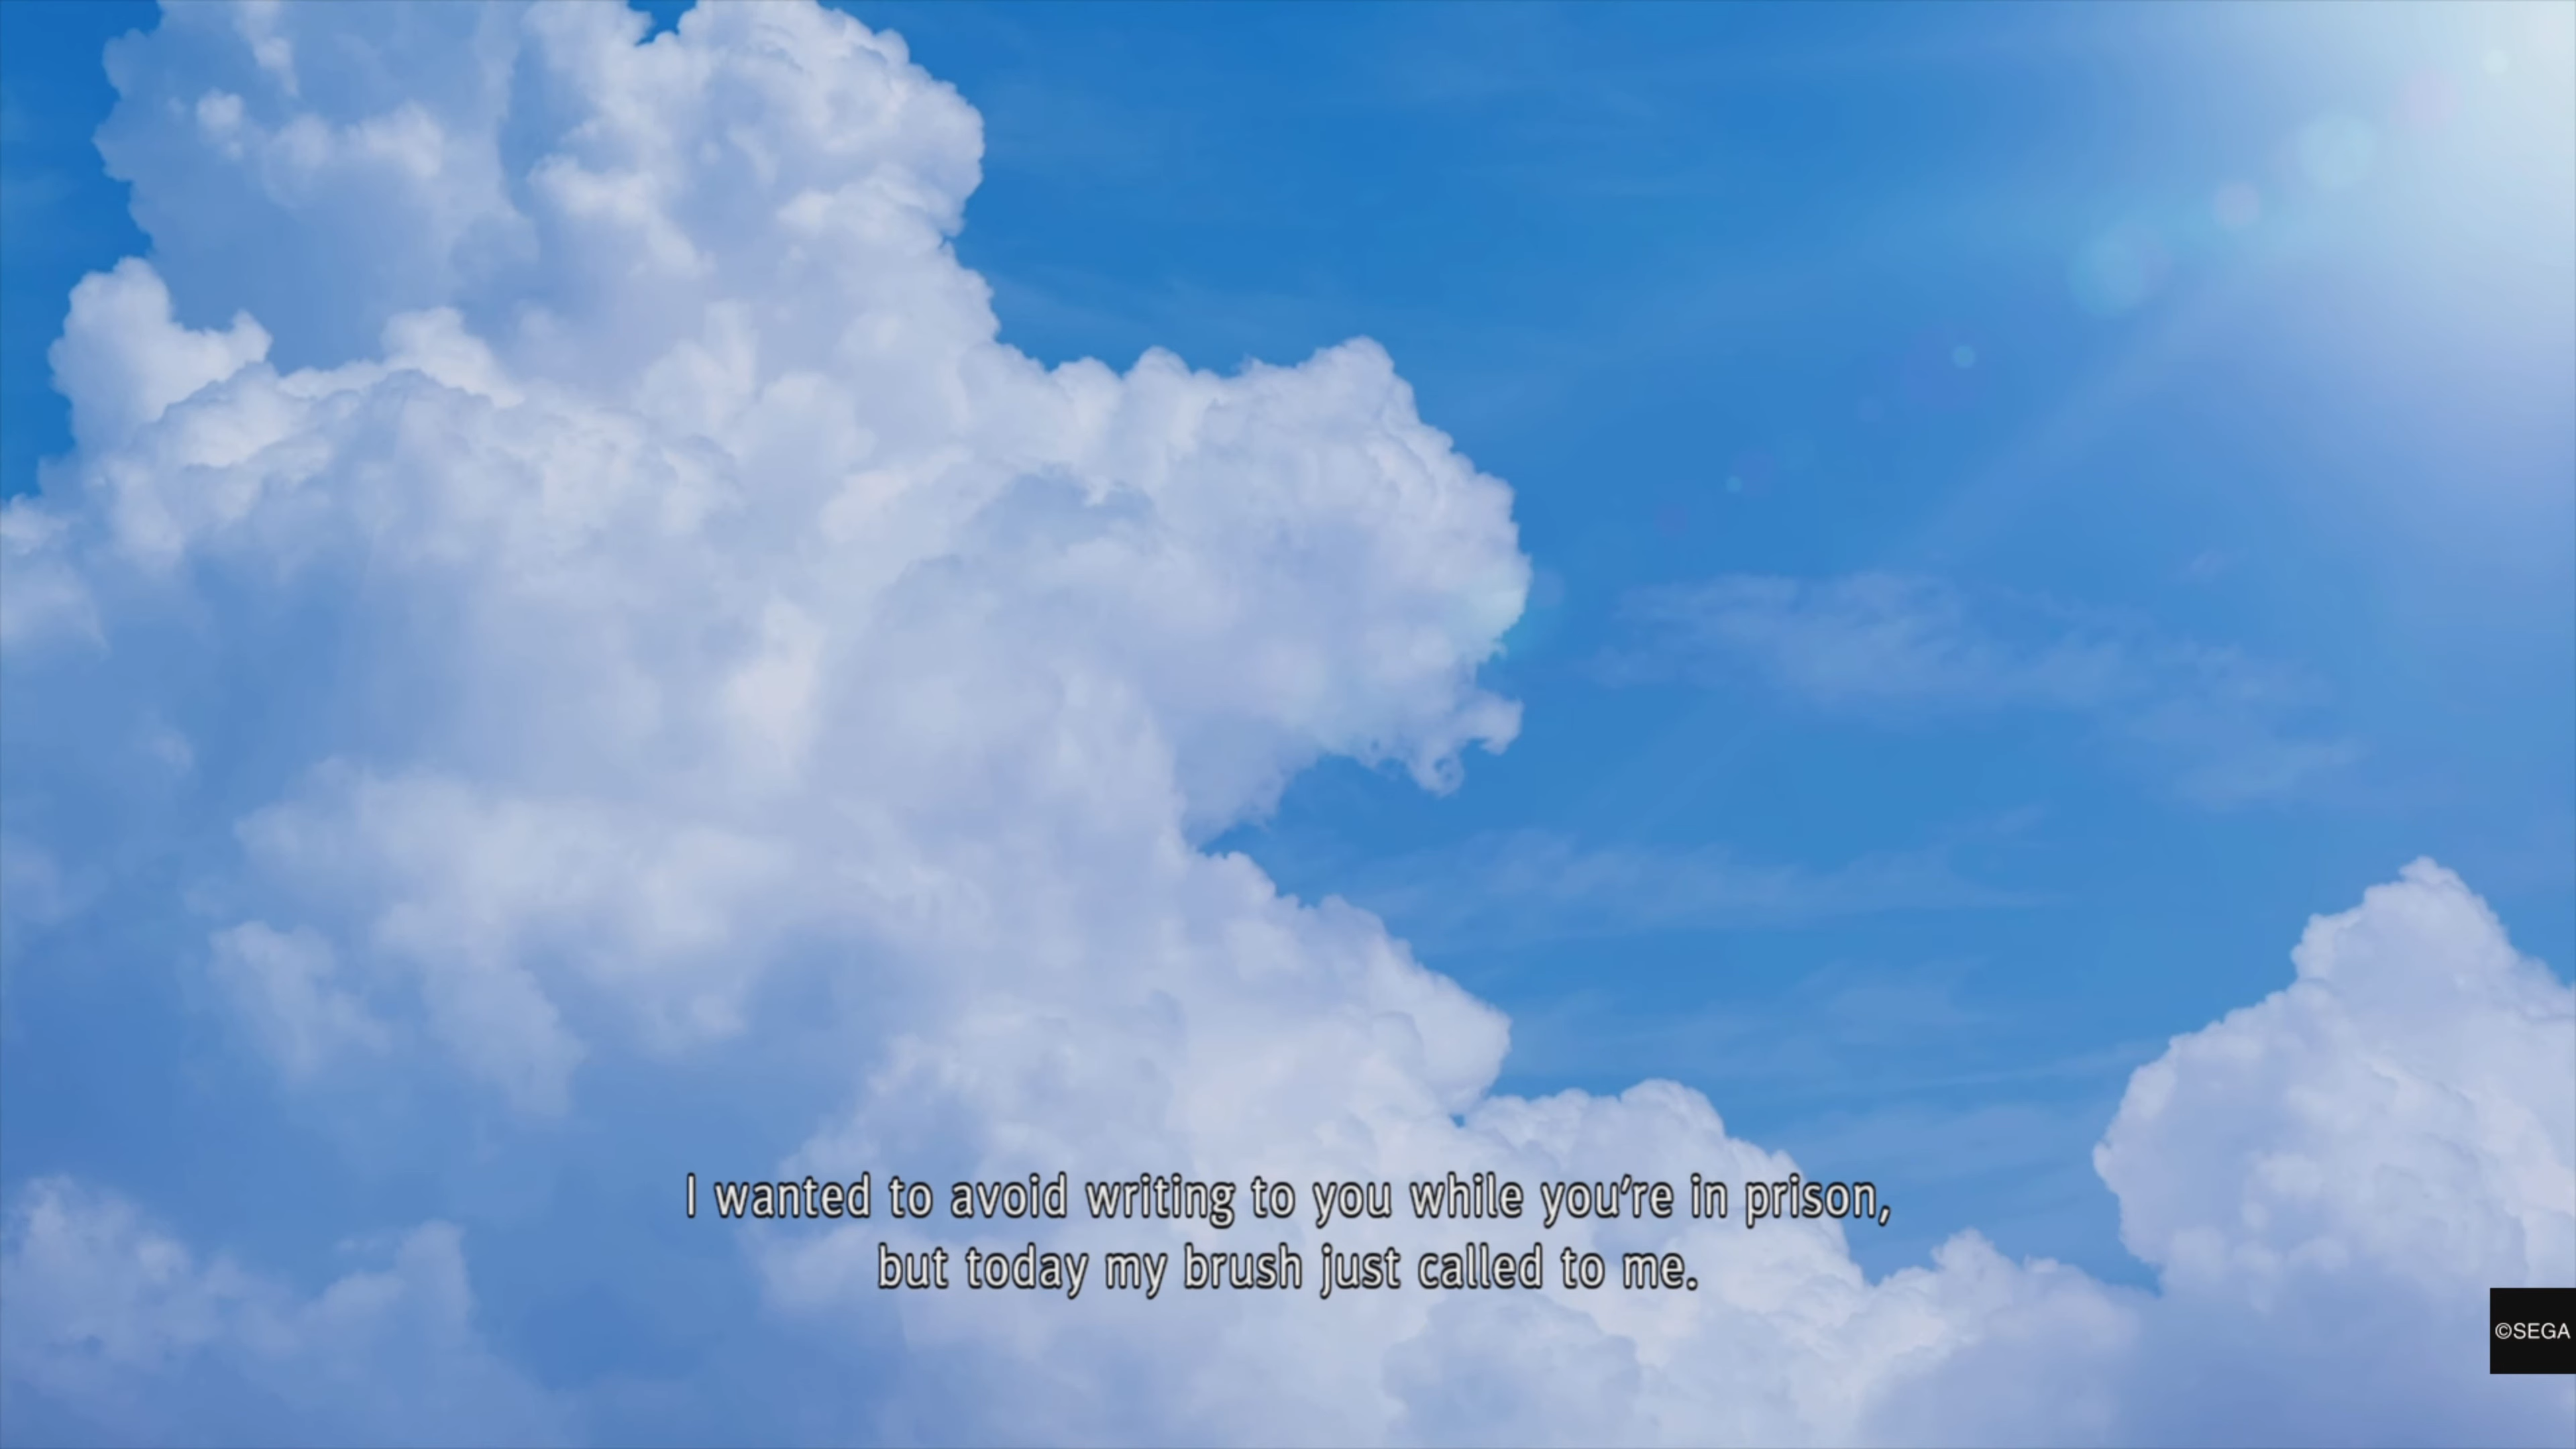 I wanted to avoid writing to you while you're in prison,
but today my brush just called to me.
©SEGA